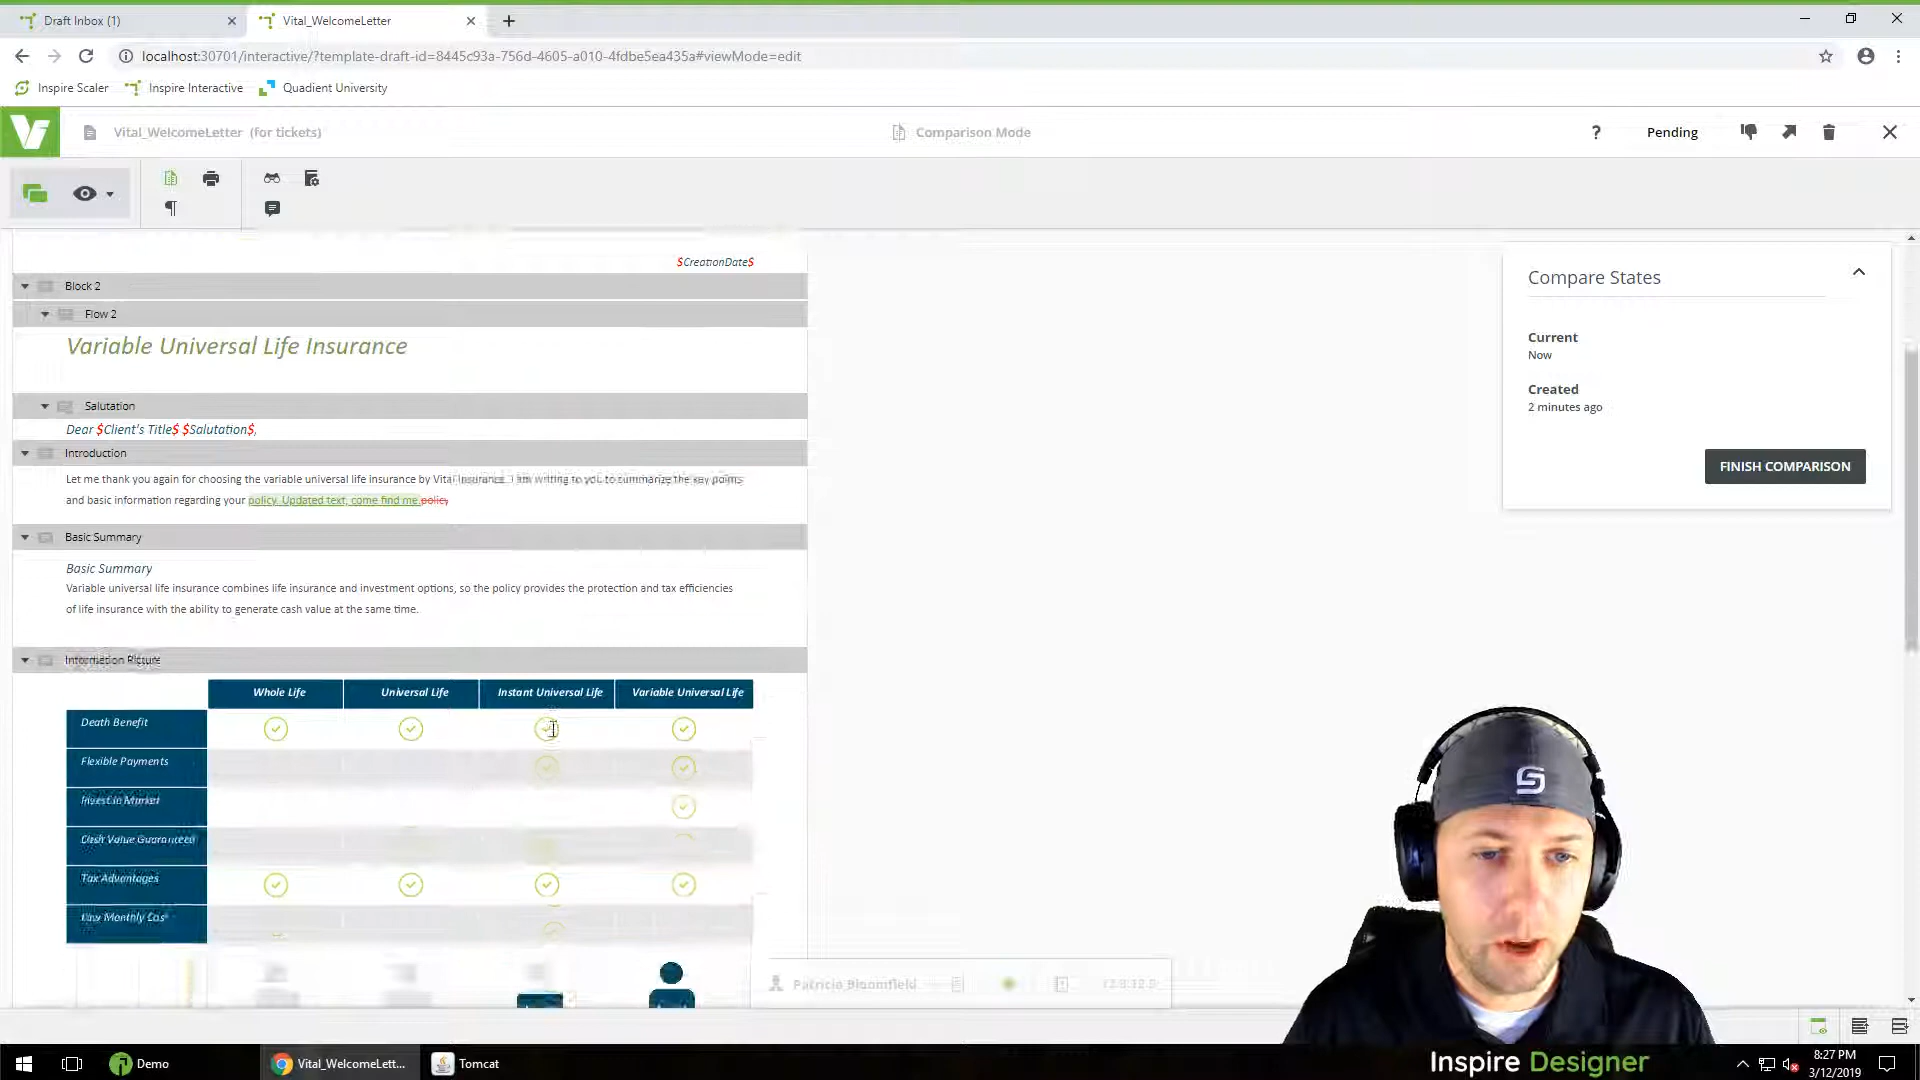 Draft Inbox (1)
Vital_WelcomeLetter
localhost:30701/interactive/?template-draft-id=8445c93a-756d-4605-a010-4fdbe5ea435a#viewMode=edit
Inspire Scaler
Inspire Interactive
Quadient University
Vital_WelcomeLetter (for tickets)
Comparison Mode
?
Pending
$CreationDate$
Block 2
Flow 2
Variable Universal Life Insurance
Salutation
Dear $Client's Title$ $Salutation$,
Introduction
Let me thank you again for choosing the variable universal life insurance by Vital Insurance. I am writing to you to summarize the key points
and basic information regarding your policy. Updated text, come find me.policy
Basic Summary
Basic Summary
Variable universal life insurance combines life insurance and investment options, so the policy provides the protection and tax efficiencies
of life insurance with the ability to generate cash value at the same time.
Information Picture
Whole Life
Universal Life
Instant Universal Life
Variable Universal Life
Death Benefit
Flexible Payments
Invest in Market
Cash Value Guaranteed
Tax Advantages
Low Monthly Cost
Compare States
Current
Now
Created
2 minutes ago
FINISH COMPARISON
Patricia Bloomfield
Demo
Vital_WelcomeLett...
Tomcat
Inspire Designer
8:27 PM
3/12/2019